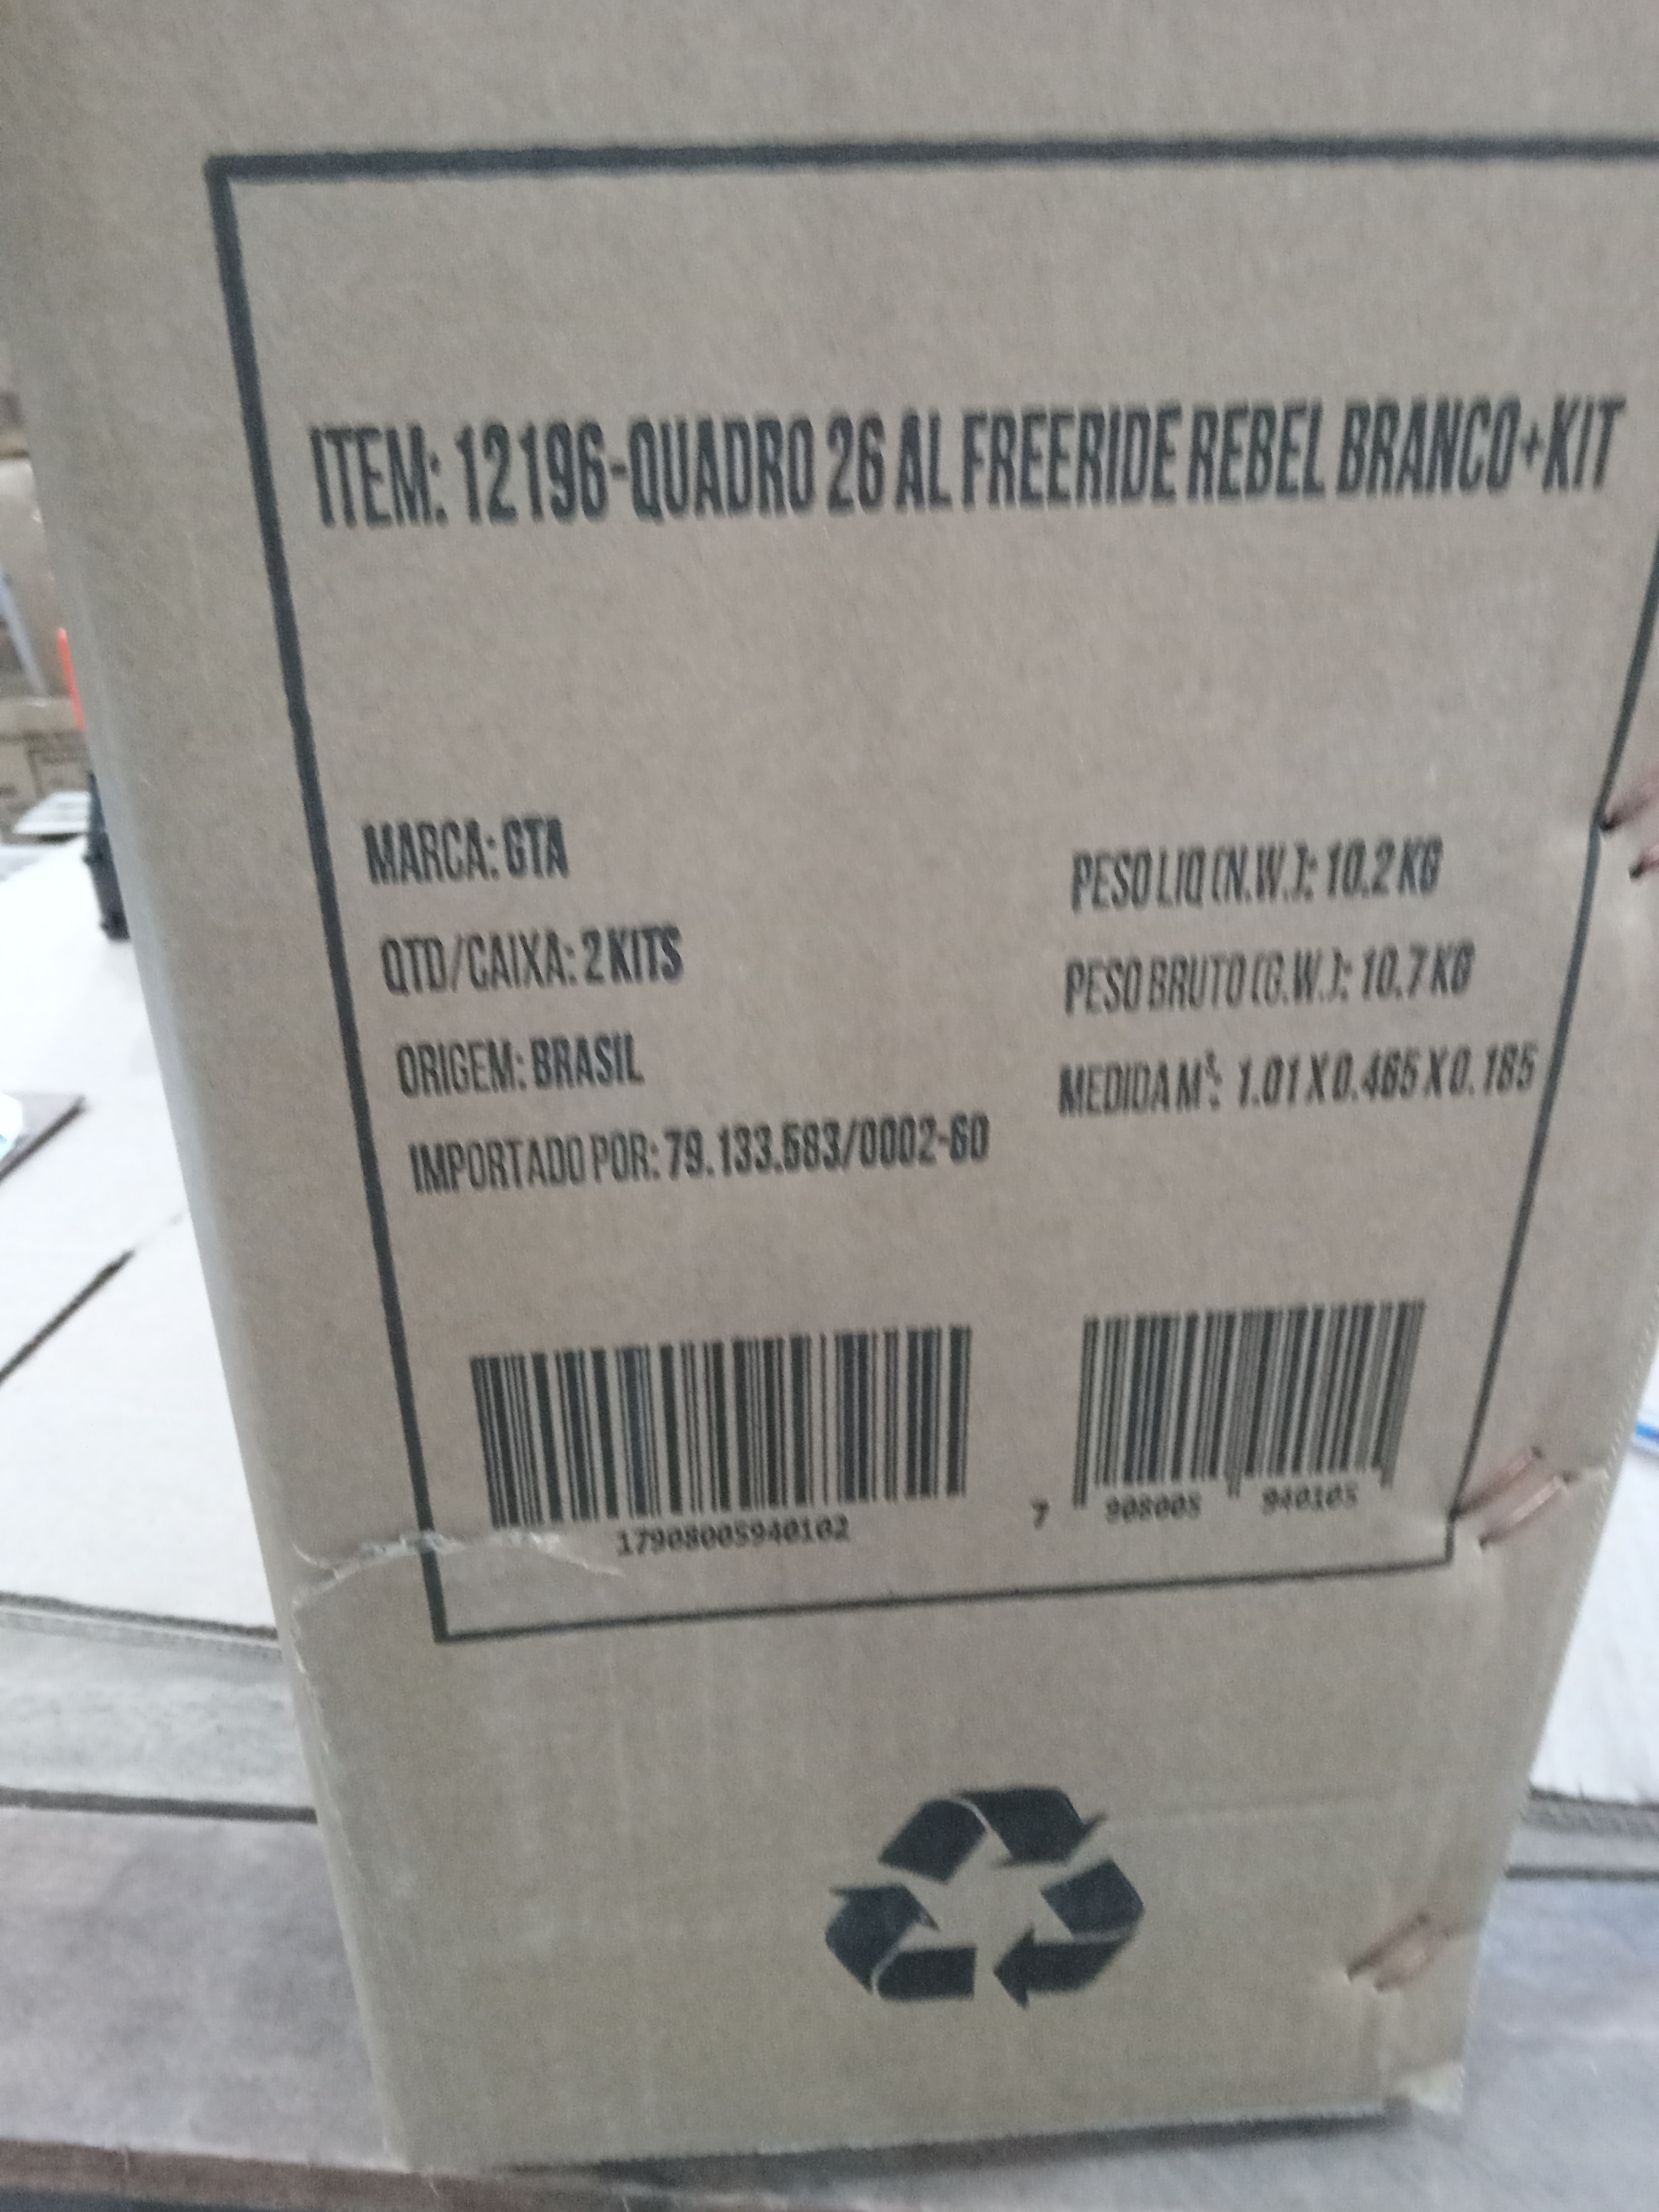 ITEM: 12196-QUADRO 26 AL FREERIDE REBEL BRANCO+KIT
MARCA: GTA
QTD/CAIXA: 2 KITS
ORIGEM: BRASIL
IMPORTADO POR: 79.133.583/0002-60
PESO LIQ (N.W.): 10.2 KG
PESO BRUTO (G.W.): 10.7 KG
MEDIDA M³: 1.01 X 0.465 X 0.185
17908005940102
7 908005 940105